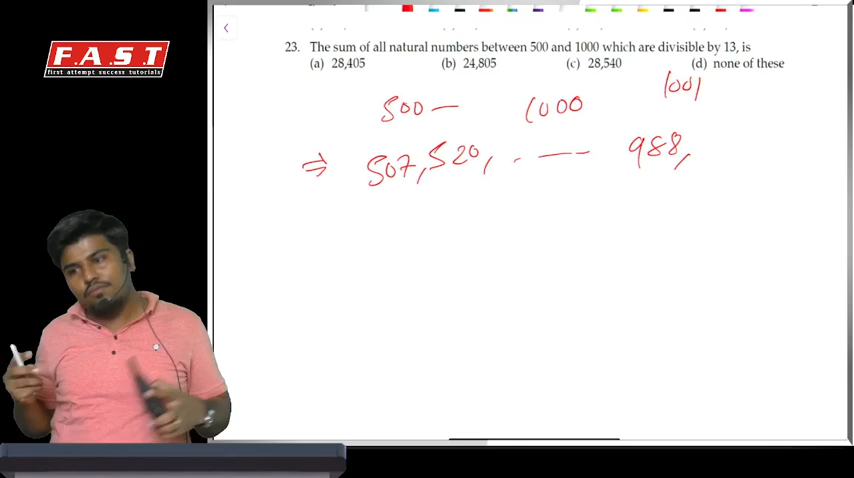 F.A.S.T
first attempt success tutorials
23. The sum of all natural numbers between 500 and 1000 which are divisible by 13, is
(a) 28,405 (b) 24,805 (c) 28,540 (d) none of these
1001
500 — 1000
⇒ 507, 520, . . — 988,